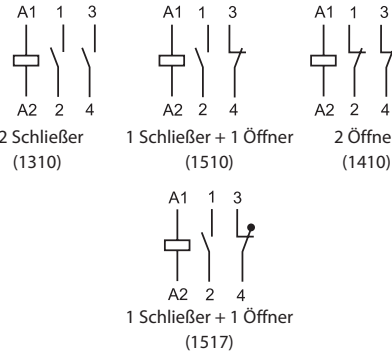 A1 1 3 A1 1 3 A1 1 3
A2 2 4 A2 2 4 A2 2 4
2 Schließer 1 Schließer + 1 Öffner 2 Öffne
(1310) (1510) (1410)
A1 1 3
A2 2 4
1 Schließer + 1 Öffner
(1517)